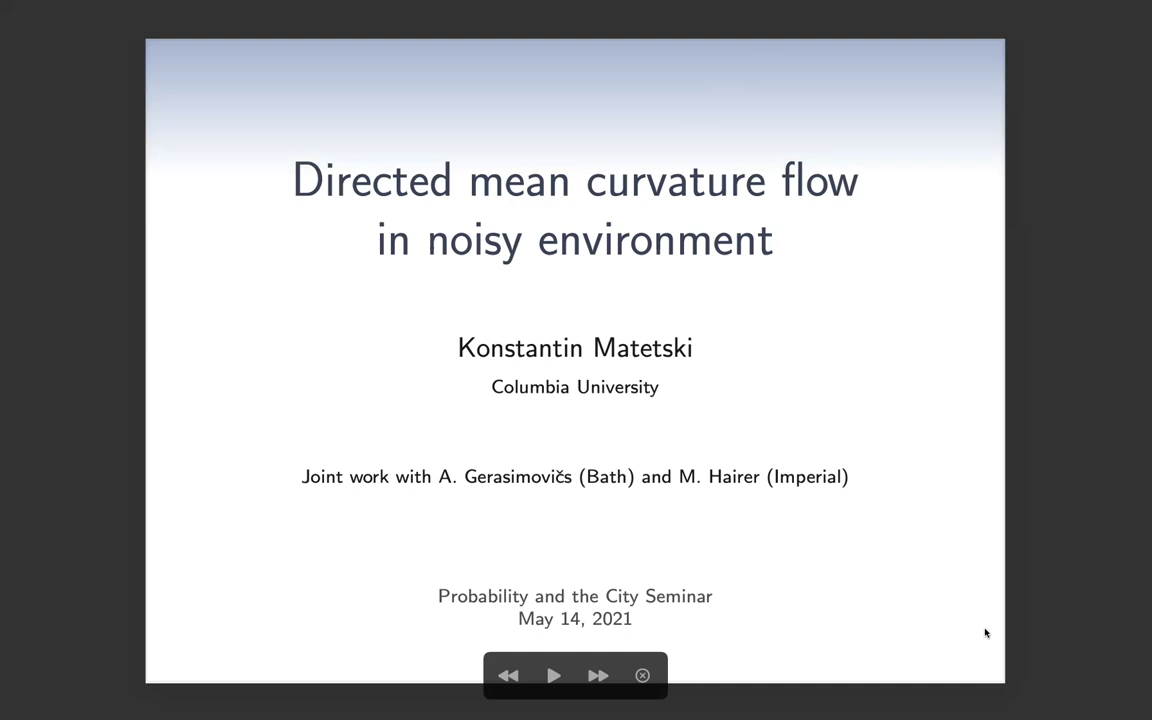 Directed mean curvature flow
in noisy environment
Konstantin Matetski
Columbia University
Joint work with A. Gerasimovičs (Bath) and M. Hairer (Imperial)
Probability and the City Seminar
May 14, 2021